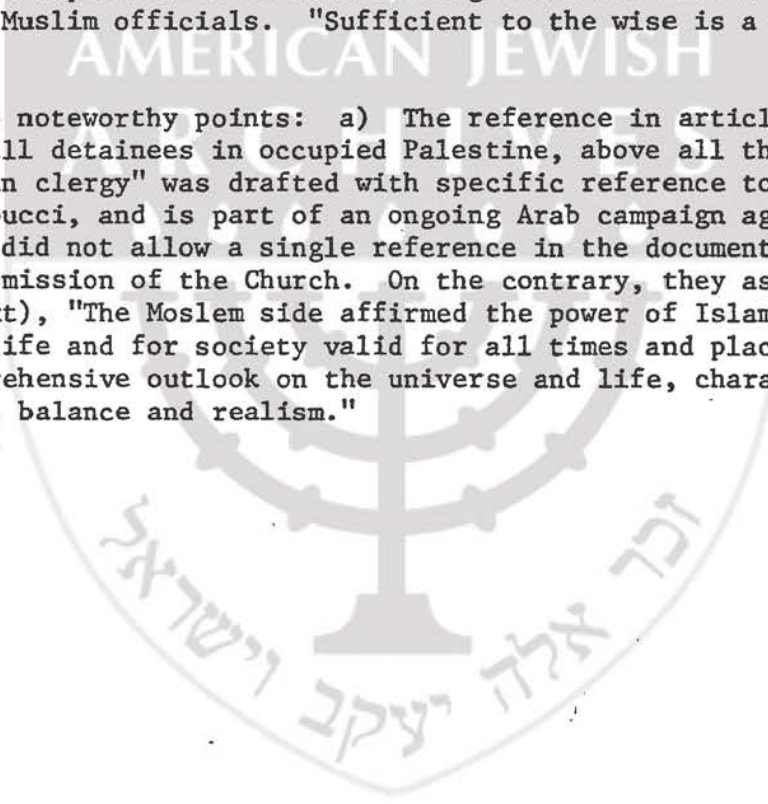 Muslim officials. "Sufficient to the wise is a
AMERICAN JEWISH
ARCHIVES
noteworthy points: a) The reference in articl
ll detainees in occupied Palestine, above all th
n clergy" was drafted with specific reference to
ucci, and is part of an ongoing Arab campaign ag
did not allow a single reference in the document
mission of the Church. On the contrary, they as
t), "The Moslem side affirmed the power of Islam
ife and for society valid for all times and plac
ehensive outlook on the universe and life, chara
balance and realism."
זכר אלה יעקב וישראל